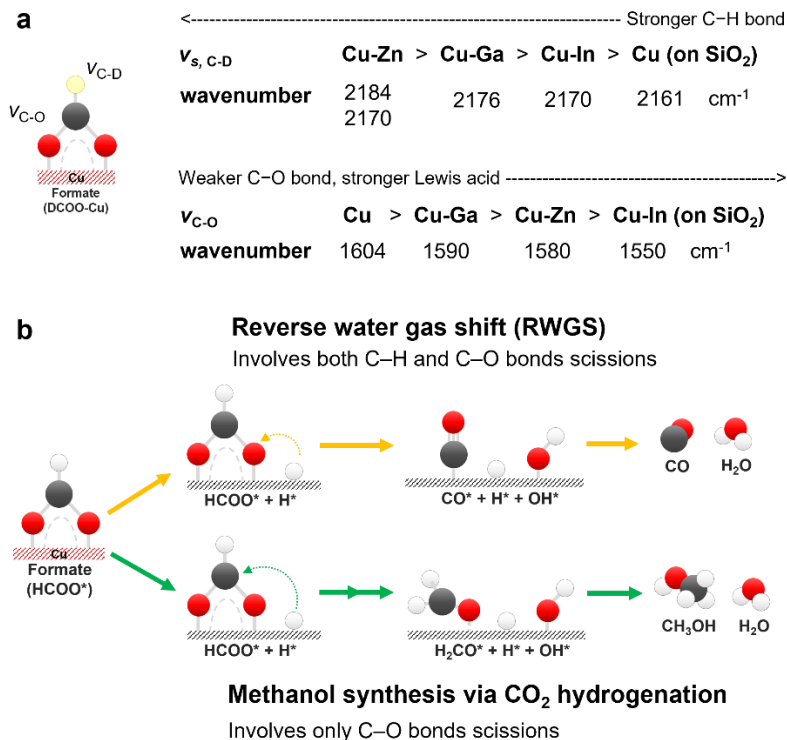 a
<-------------------------------------------------------- Stronger C−H bond
νs, C-D Cu-Zn > Cu-Ga > Cu-In > Cu (on SiO2)
wavenumber 2184 2176 2170 2161 cm−1
2170
νC-D
νC-O
Cu
Formate
(DCOO-Cu)
Weaker C−O bond, stronger Lewis acid ---------------------------------------->
νC-O Cu > Cu-Ga > Cu-Zn > Cu-In (on SiO2)
wavenumber 1604 1590 1580 1550 cm−1
b
Reverse water gas shift (RWGS)
Involves both C–H and C–O bonds scissions
HCOO* + H*
CO* + H* + OH*
CO
H2O
Cu
Formate
(HCOO*)
HCOO* + H*
H2CO* + H* + OH*
CH3OH
H2O
Methanol synthesis via CO2 hydrogenation
Involves only C–O bonds scissions